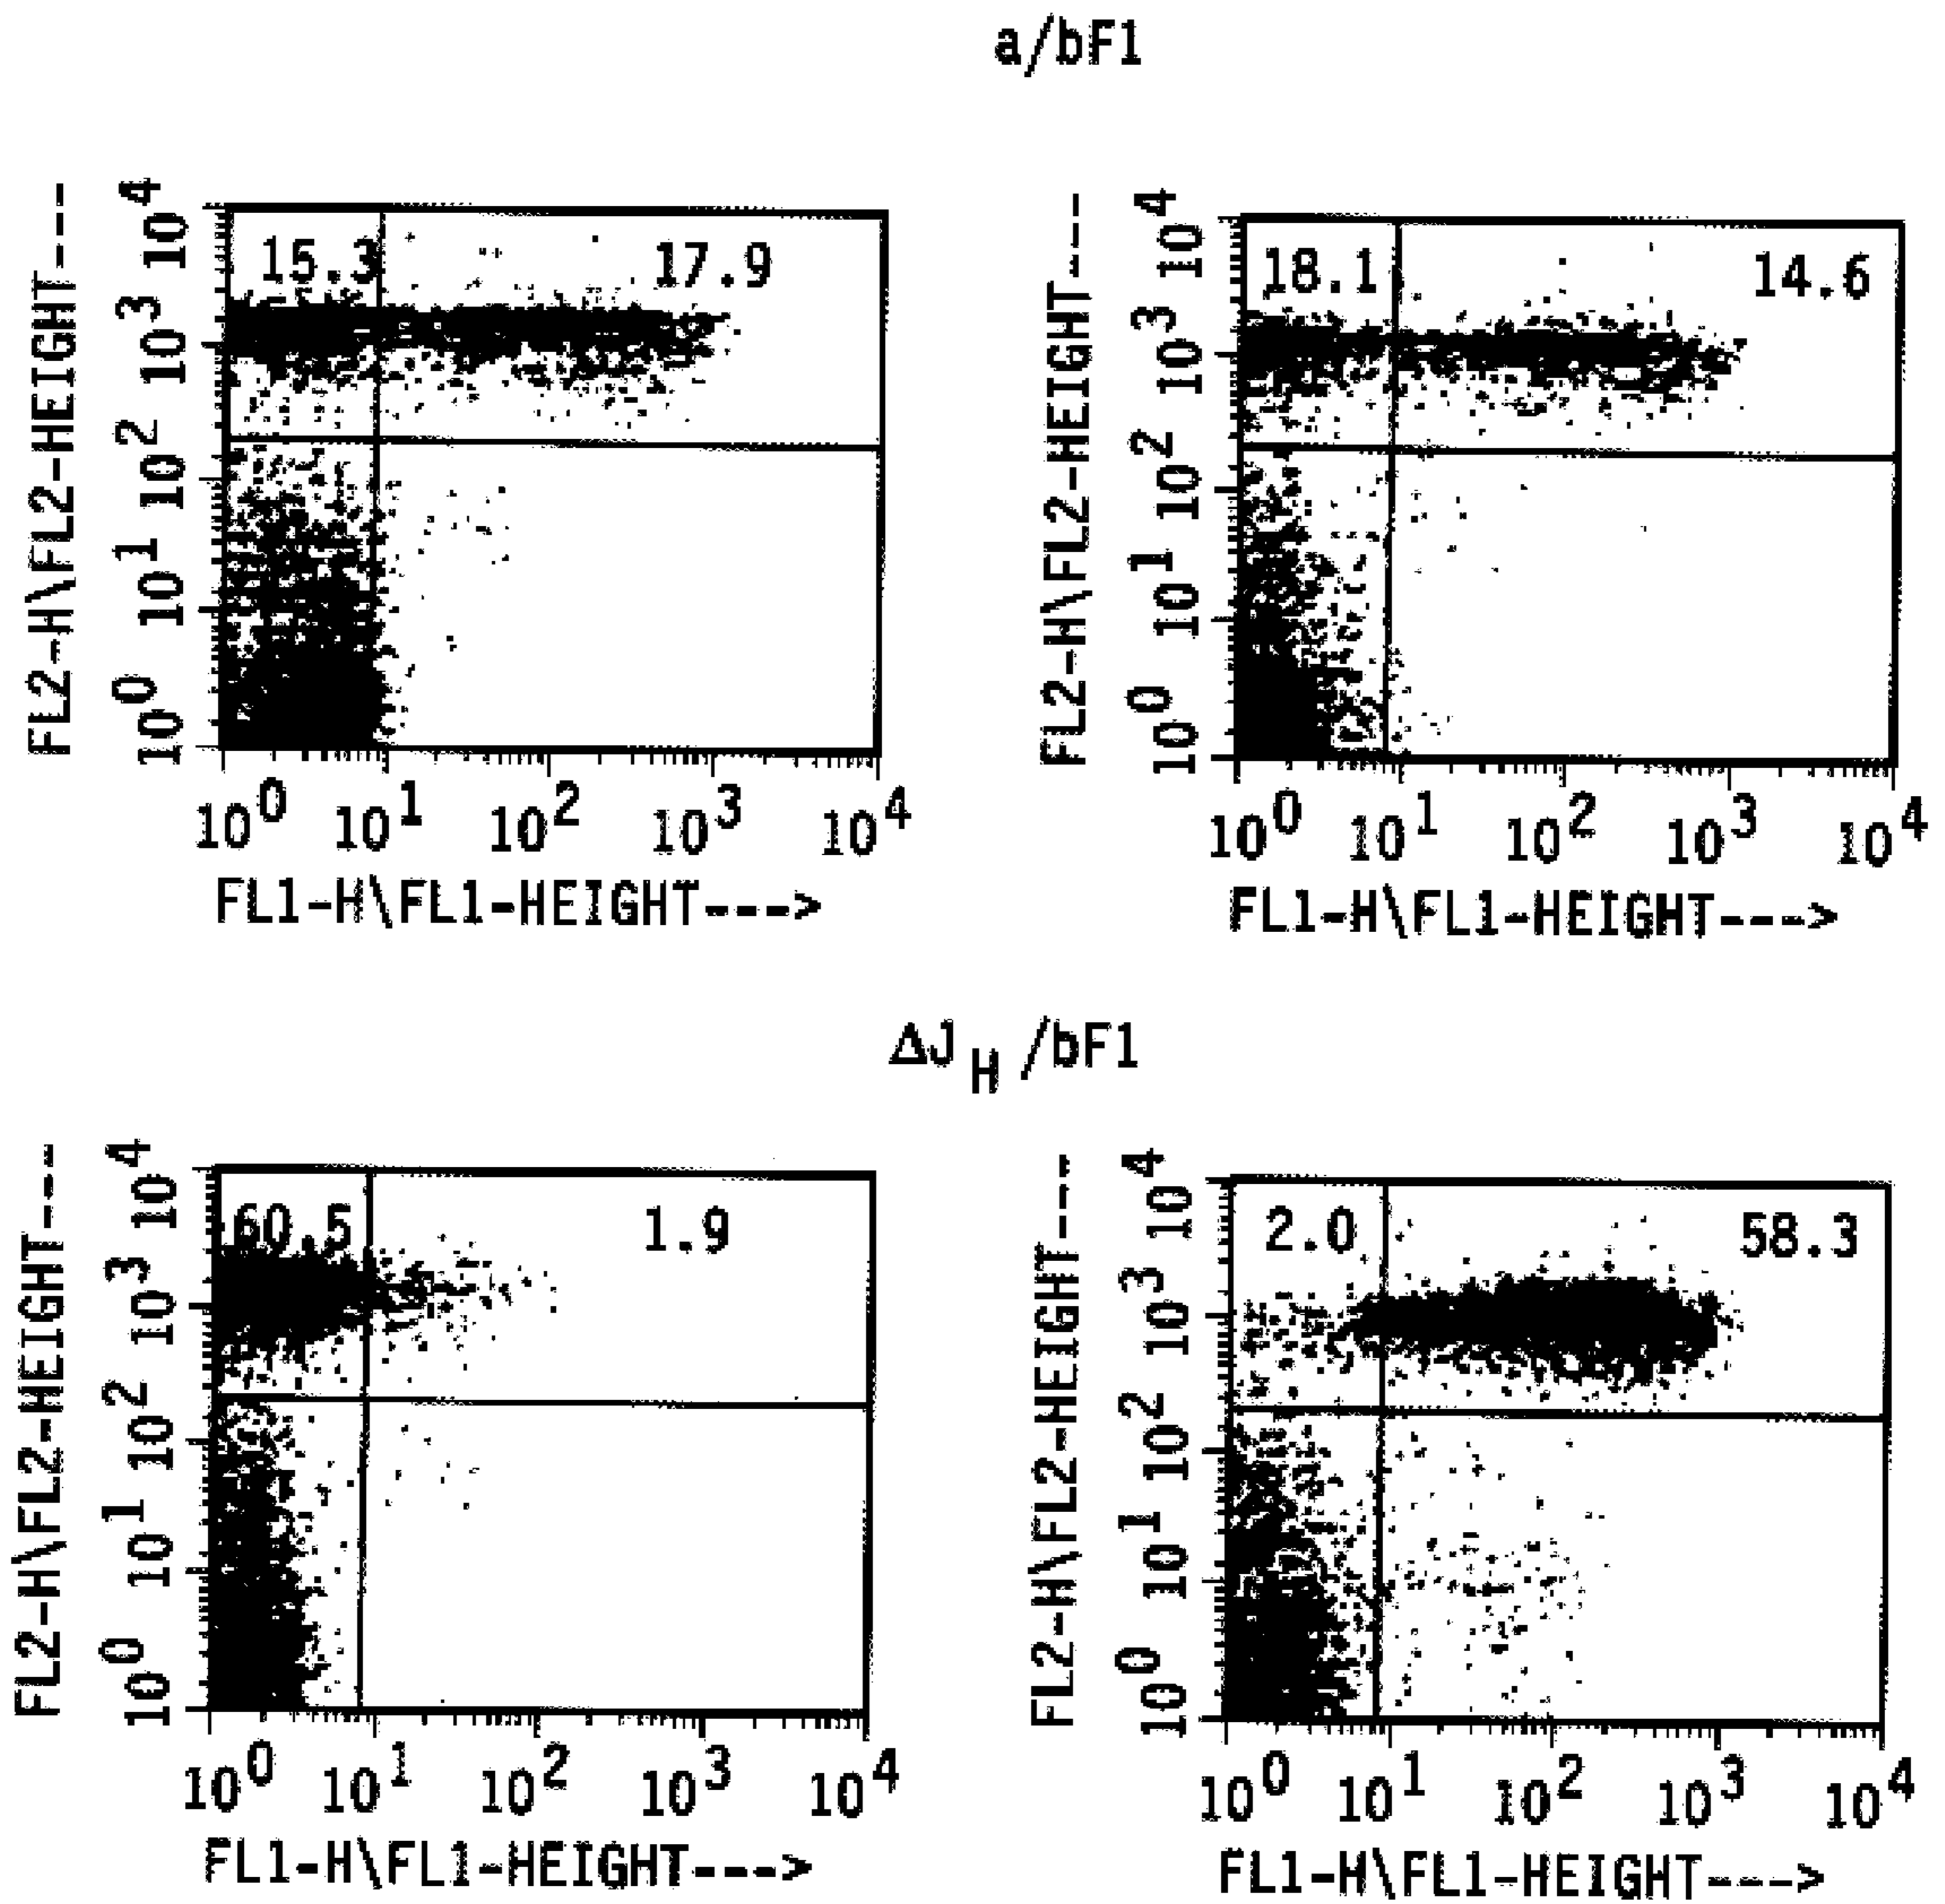 a/bF1
FL2-H\FL2-HEIGHT---
10^4
10^3
10^2
10^1
10^0
15.3
17.9
10^0 10^1 10^2 10^3 10^4
FL1-H\FL1-HEIGHT--->
FL2-H\FL2-HEIGHT---
10^4
10^3
10^2
10^1
10^0
18.1
14.6
10^0 10^1 10^2 10^3 10^4
FL1-H\FL1-HEIGHT--->
ΔJ_H /bF1
FL2-H\FL2-HEIGHT---
10^4
10^3
10^2
10^1
10^0
60.5
1.9
10^0 10^1 10^2 10^3 10^4
FL1-H\FL1-HEIGHT--->
FL2-H\FL2-HEIGHT---
10^4
10^3
10^2
10^1
10^0
2.0
58.3
10^0 10^1 10^2 10^3 10^4
FL1-H\FL1-HEIGHT--->